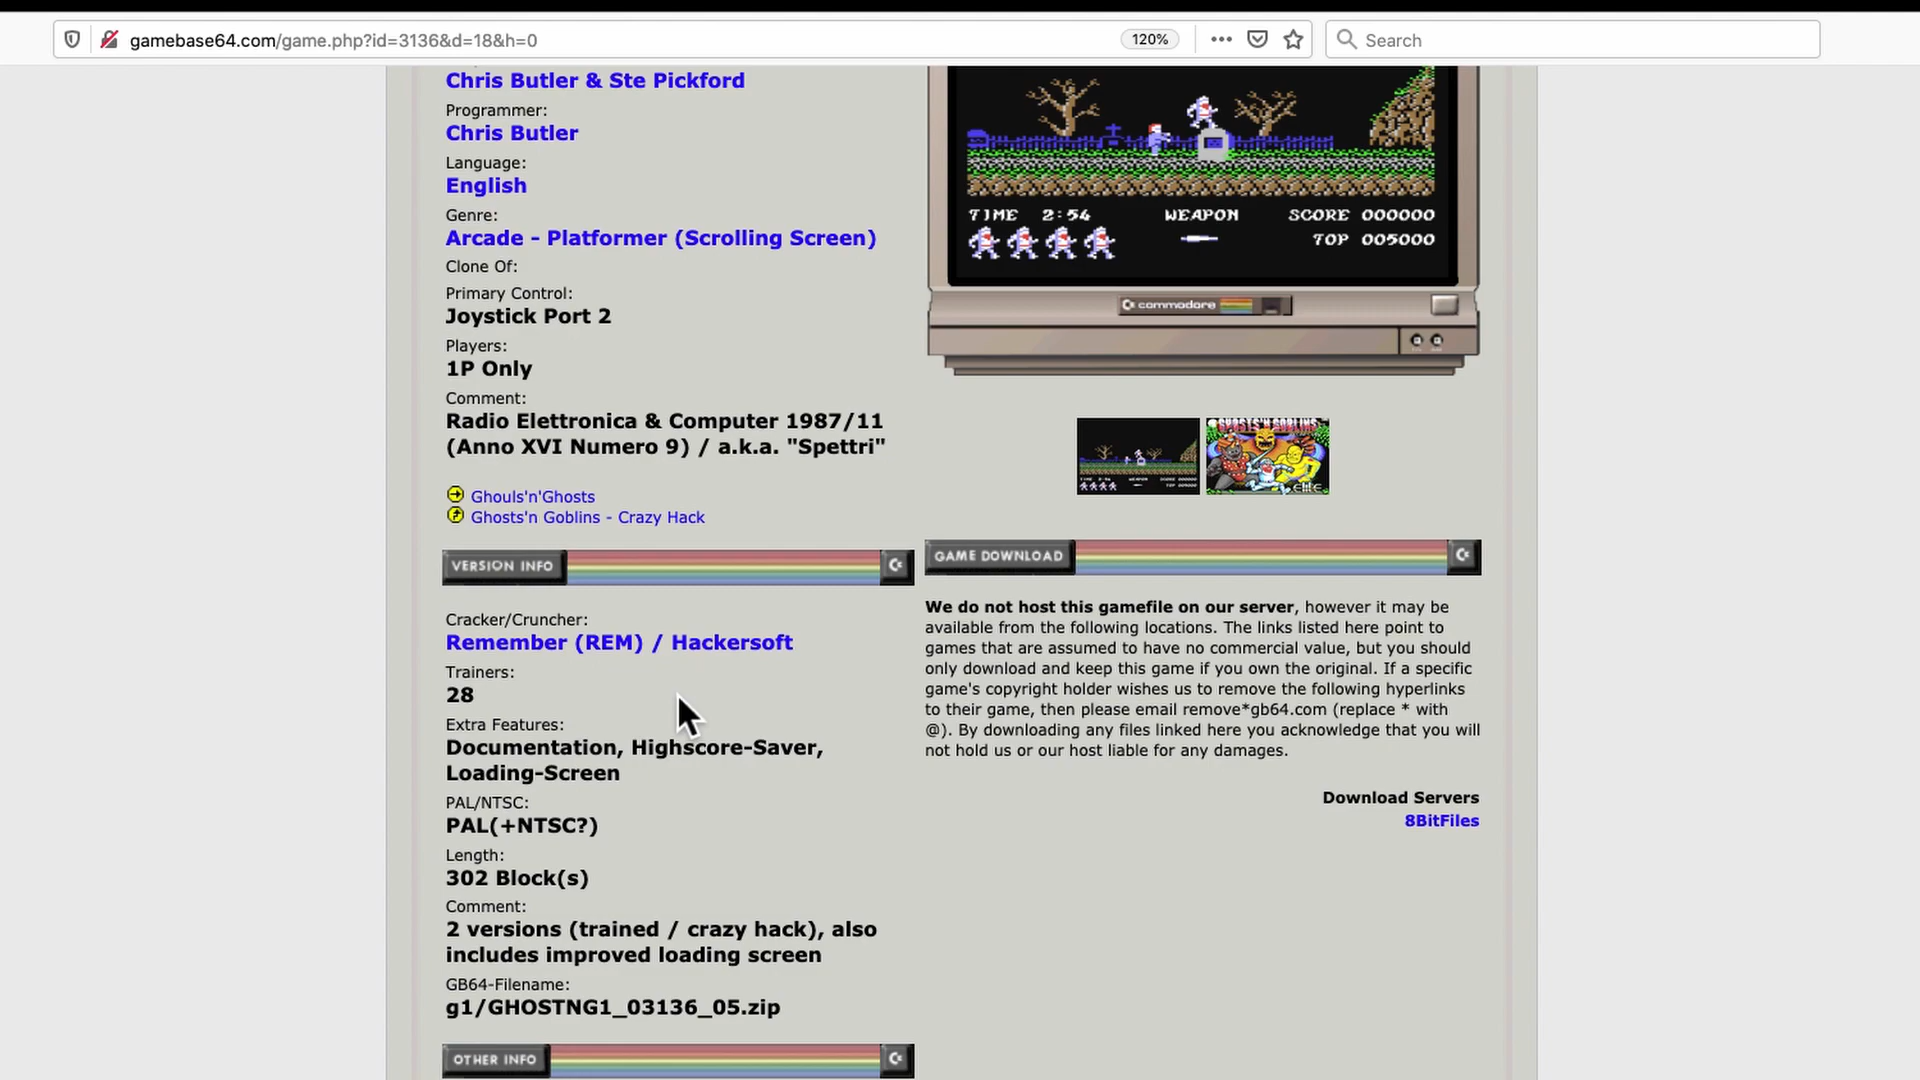 gamebase64.com/game.php?id=3136&d=18&h=0
120%
Search
Chris Butler & Ste Pickford
Programmer:
Chris Butler
Language:
English
Genre:
Arcade - Platformer (Scrolling Screen)
Clone Of:
Primary Control:
Joystick Port 2
Players:
1P Only
Comment:
Radio Elettronica & Computer 1987/11
(Anno XVI Numero 9) / a.k.a. "Spettri"
Ghouls'n'Ghosts
Ghosts'n Goblins - Crazy Hack
VERSION INFO
Cracker/Cruncher:
Remember (REM) / Hackersoft
Trainers:
28
Extra Features:
Documentation, Highscore-Saver,
Loading-Screen
PAL/NTSC:
PAL(+NTSC?)
Length:
302 Block(s)
Comment:
2 versions (trained / crazy hack), also
includes improved loading screen
GB64-Filename:
g1/GHOSTNG1_03136_05.zip
OTHER INFO
TIME 2:54 WEAPON SCORE 000000
TOP 005000
commodore
GHOSTS'N GOBLINS
ELITE
GAME DOWNLOAD
We do not host this gamefile on our server, however it may be
available from the following locations. The links listed here point to
games that are assumed to have no commercial value, but you should
only download and keep this game if you own the original. If a specific
game's copyright holder wishes us to remove the following hyperlinks
to their game, then please email remove*gb64.com (replace * with
@). By downloading any files linked here you acknowledge that you will
not hold us or our host liable for any damages.
Download Servers
8BitFiles